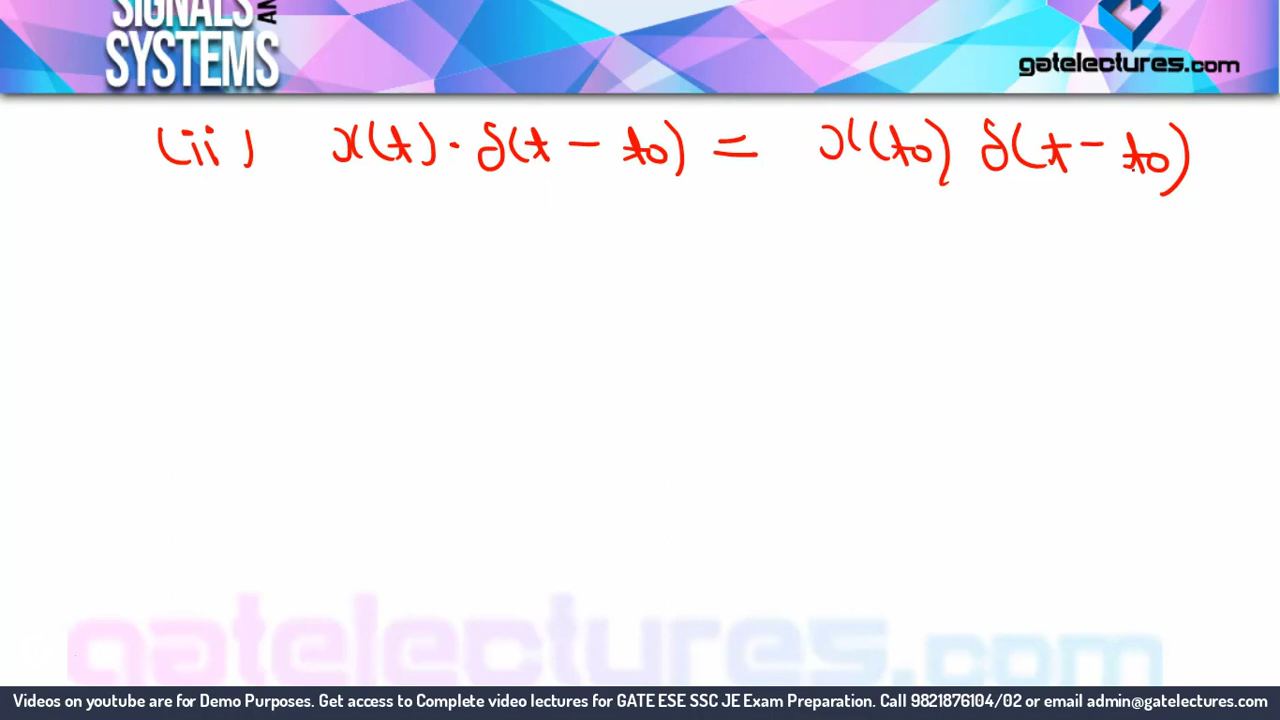 SIGNALS AND
SYSTEMS
gatelectures.com
(ii) x(t) · δ(t - t0) = x(t0) δ(t - t0)
gatelectures.com
Videos on youtube are for Demo Purposes. Get access to Complete video lectures for GATE ESE SSC JE Exam Preparation. Call 9821876104/02 or email admin@gatelectures.com